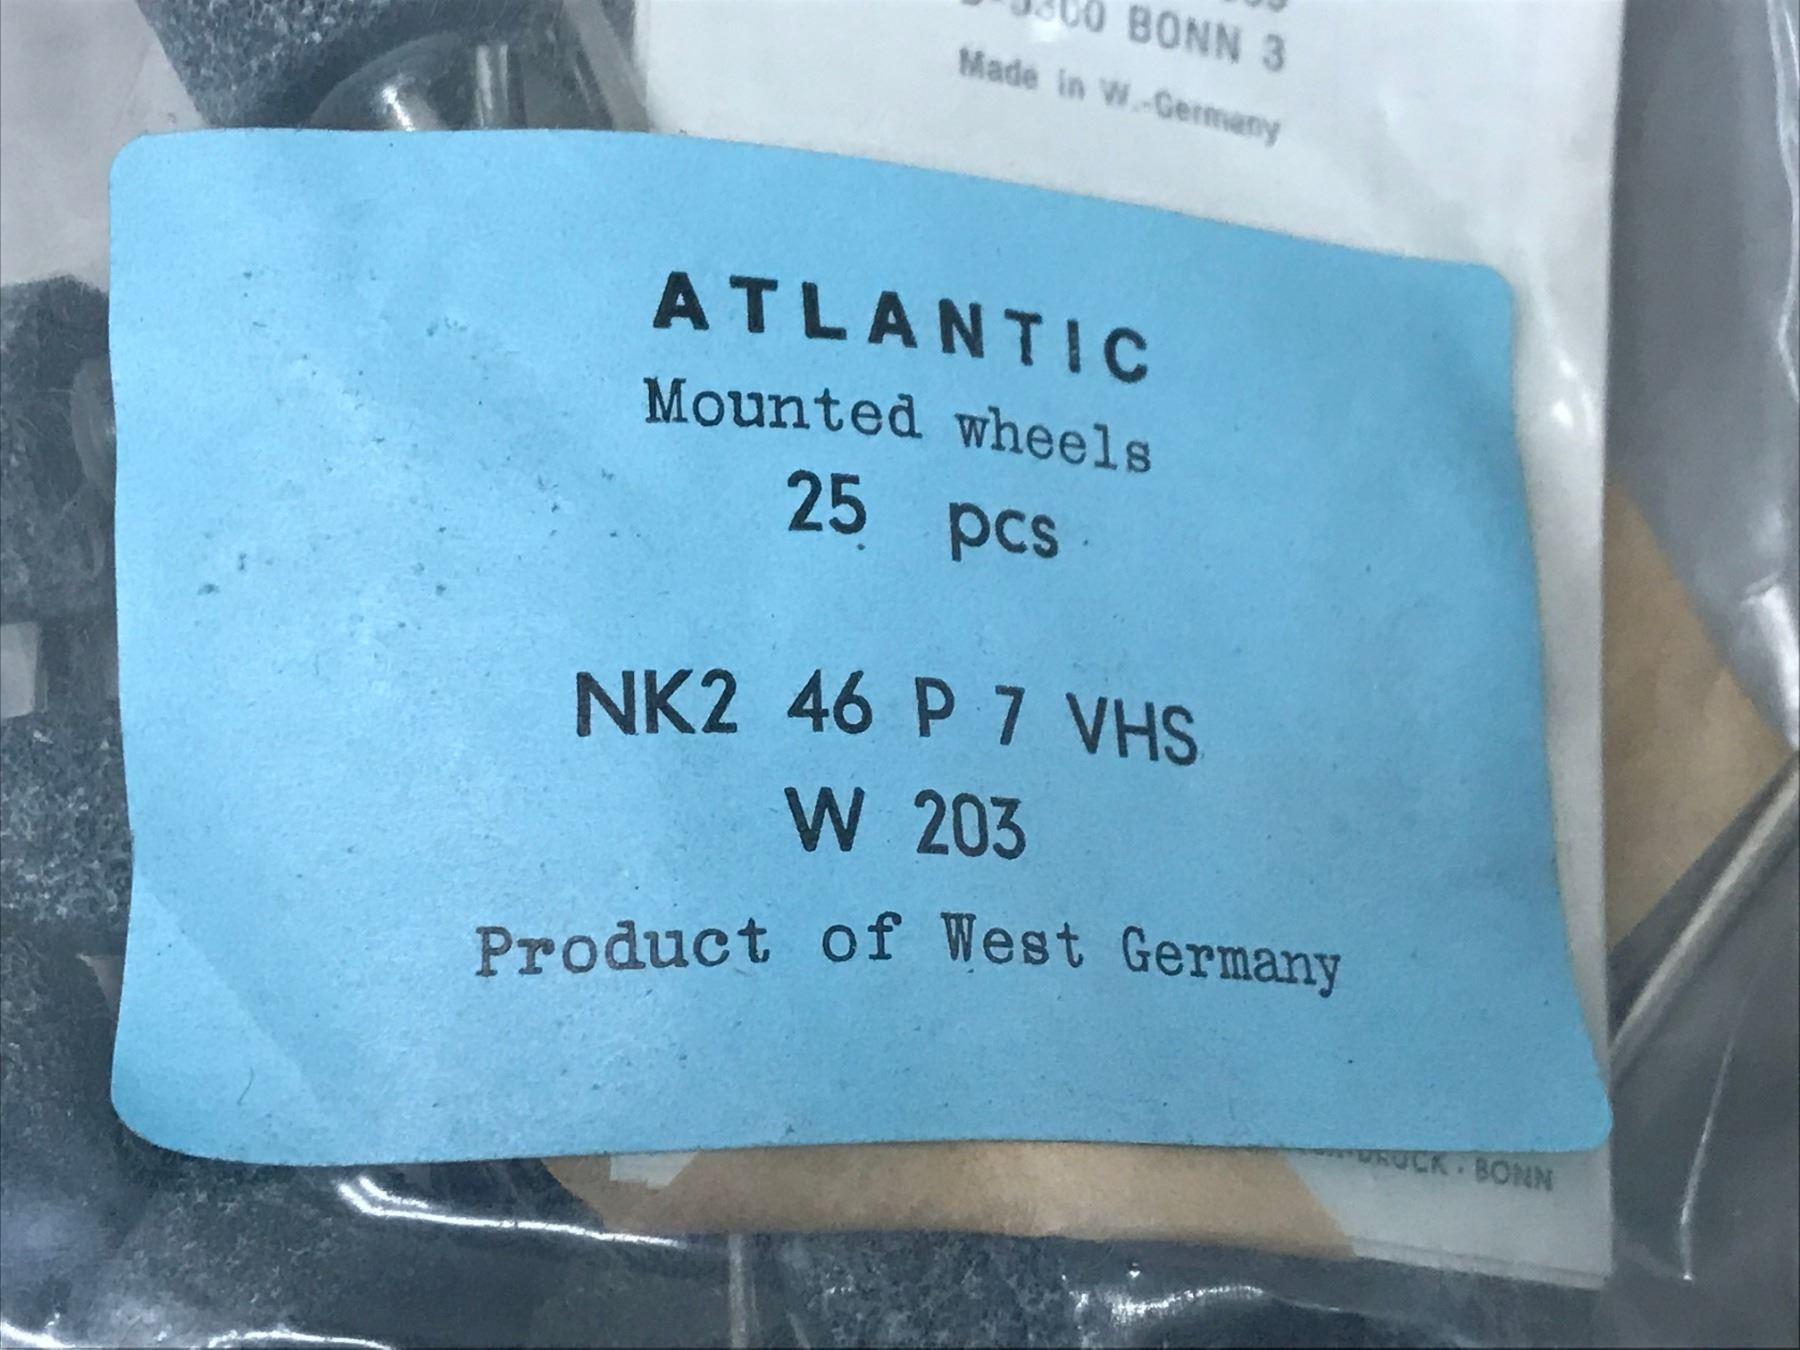 BONN 3
Made in W.-Germany
ATLANTIC
Mounted wheels
25 pcs
NK2 46 P 7 VHS
W 203
Product of West Germany
BONN